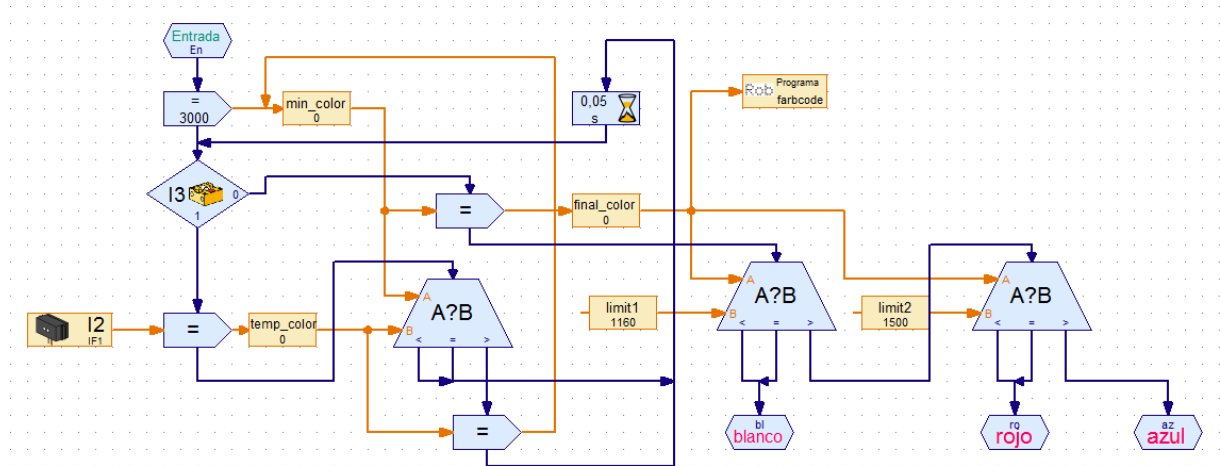 Entrada
En
=
3000
min_color
0
0,05
s
Rob
Programa
farbcode
I3
0
1
=
final_color
0
I2
IF1
=
temp_color
0
A
B
A?B
<
=
>
limit1
1160
A
B
A?B
<
=
>
limit2
1500
A
B
A?B
<
=
>
=
bl
blanco
ro
rojo
az
azul